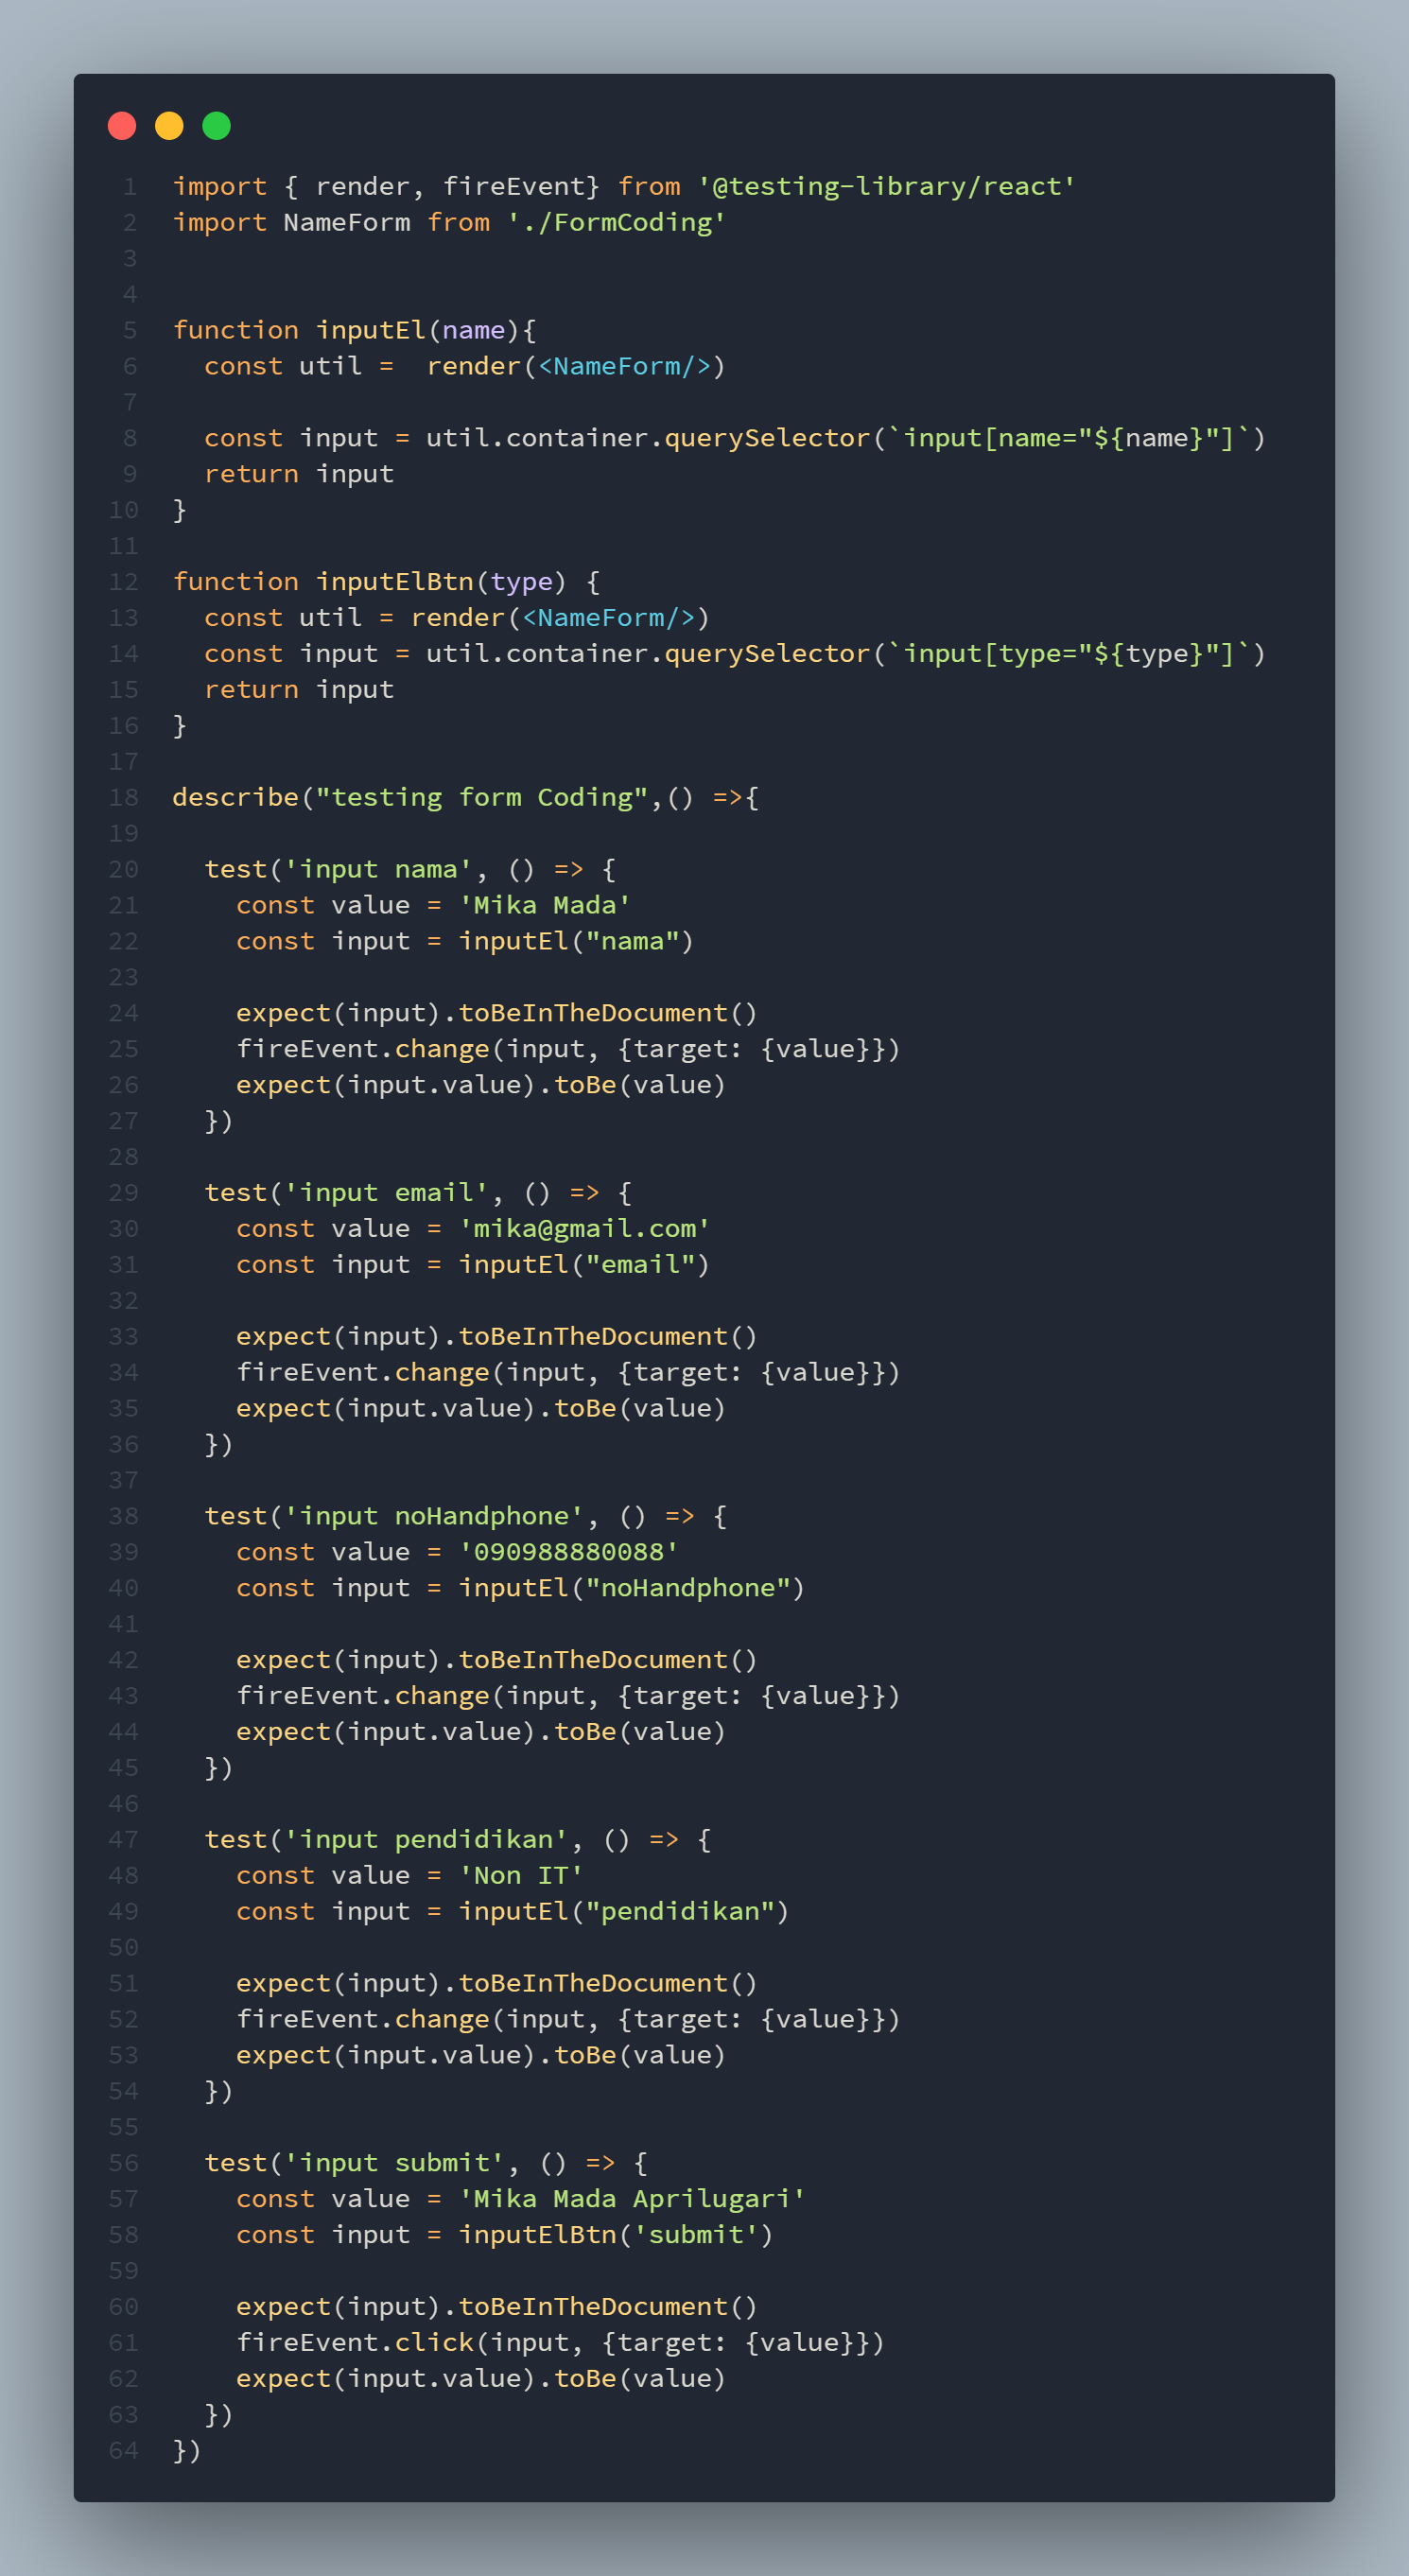 1 import { render, fireEvent} from '@testing-library/react'
2 import NameForm from './FormCoding'
3
4
5 function inputEl(name){
6   const util =  render(<NameForm/>)
7
8   const input = util.container.querySelector(`input[name="${name}"]`)
9   return input
10 }
11
12 function inputElBtn(type) {
13   const util = render(<NameForm/>)
14   const input = util.container.querySelector(`input[type="${type}"]`)
15   return input
16 }
17
18 describe("testing form Coding",() =>{
19
20   test('input nama', () => {
21     const value = 'Mika Mada'
22     const input = inputEl("nama")
23
24     expect(input).toBeInTheDocument()
25     fireEvent.change(input, {target: {value}})
26     expect(input.value).toBe(value)
27   })
28
29   test('input email', () => {
30     const value = 'mika@gmail.com'
31     const input = inputEl("email")
32
33     expect(input).toBeInTheDocument()
34     fireEvent.change(input, {target: {value}})
35     expect(input.value).toBe(value)
36   })
37
38   test('input noHandphone', () => {
39     const value = '090988880088'
40     const input = inputEl("noHandphone")
41
42     expect(input).toBeInTheDocument()
43     fireEvent.change(input, {target: {value}})
44     expect(input.value).toBe(value)
45   })
46
47   test('input pendidikan', () => {
48     const value = 'Non IT'
49     const input = inputEl("pendidikan")
50
51     expect(input).toBeInTheDocument()
52     fireEvent.change(input, {target: {value}})
53     expect(input.value).toBe(value)
54   })
55
56   test('input submit', () => {
57     const value = 'Mika Mada Aprilugari'
58     const input = inputElBtn('submit')
59
60     expect(input).toBeInTheDocument()
61     fireEvent.click(input, {target: {value}})
62     expect(input.value).toBe(value)
63   })
64 })